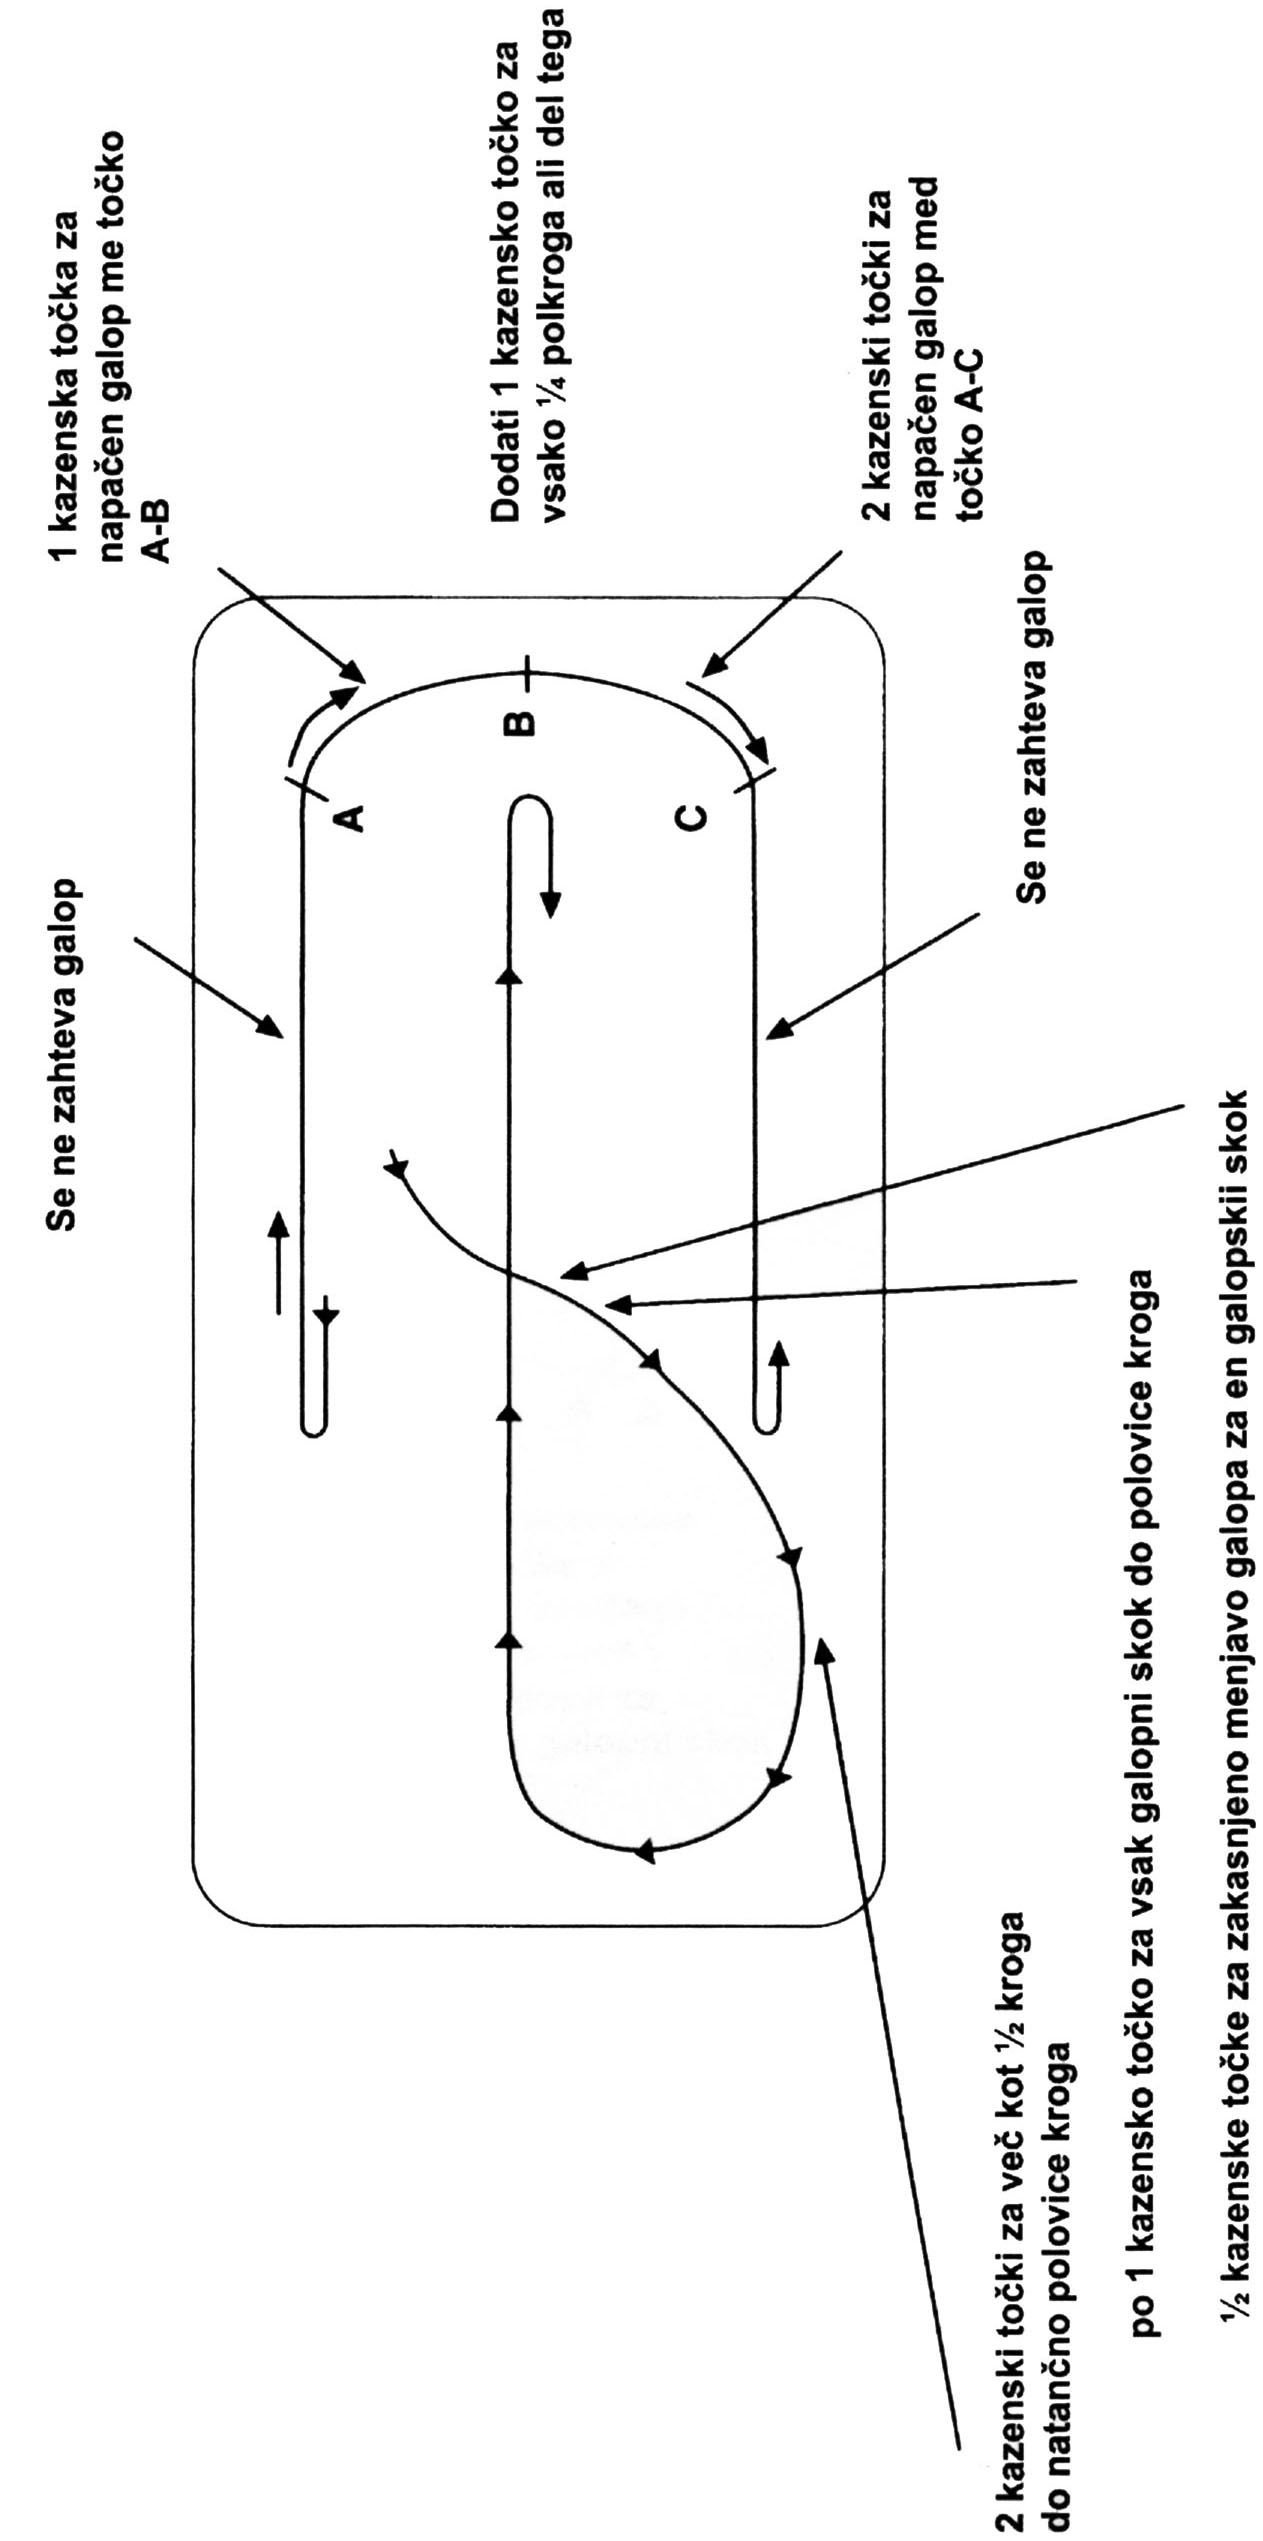 1 kazenska točka za
napačen galop me točko
A-B
Dodati 1 kazensko točko za
vsako ¼ polkroga ali del tega
2 kazenski točki za
napačen galop med
točko A-C
Se ne zahteva galop
A
B
C
Se ne zahteva galop
2 kazenski točki za več kot ½ kroga
do natančno polovice kroga
po 1 kazensko točko za vsak galopni skok do polovice kroga
½ kazenske točke za zakasnjeno menjavo galopa za en galopskii skok